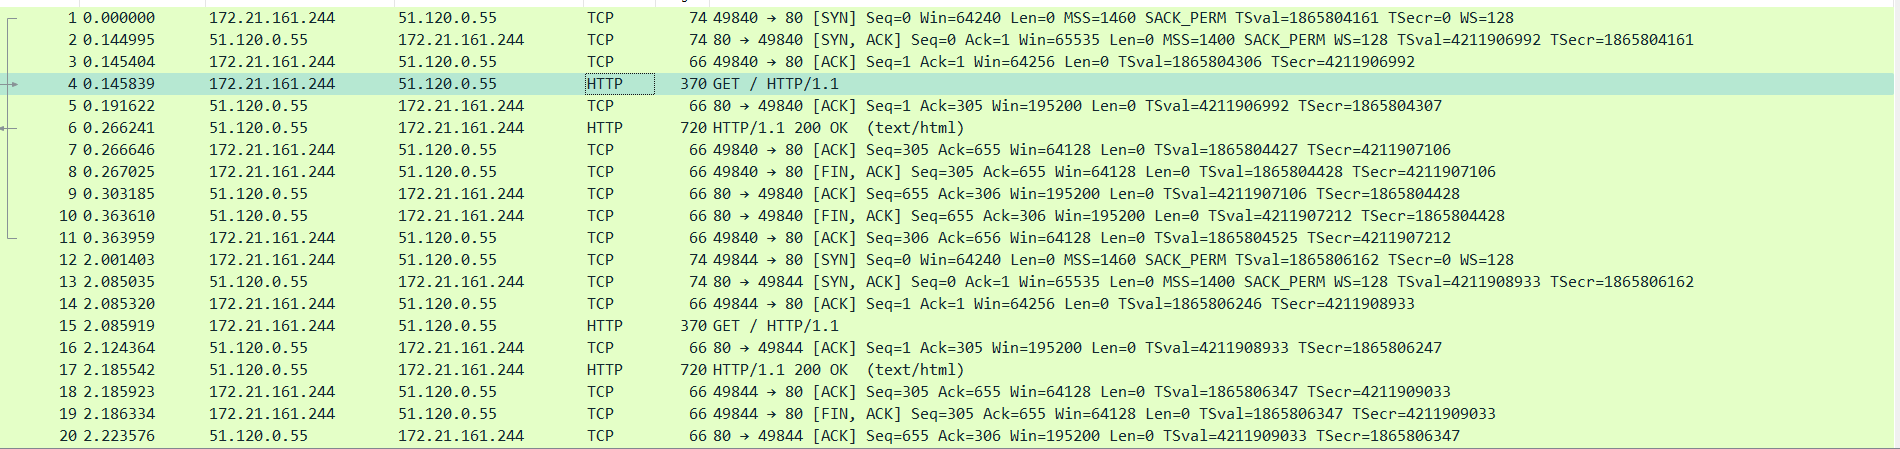 1 0.000000 172.21.161.244 51.120.0.55 TCP 74 49840 → 80 [SYN] Seq=0 Win=64240 Len=0 MSS=1460 SACK_PERM TSval=1865804161 TSecr=0 WS=128
2 0.144995 51.120.0.55 172.21.161.244 TCP 74 80 → 49840 [SYN, ACK] Seq=0 Ack=1 Win=65535 Len=0 MSS=1400 SACK_PERM WS=128 TSval=4211906992 TSecr=1865804161
3 0.145404 172.21.161.244 51.120.0.55 TCP 66 49840 → 80 [ACK] Seq=1 Ack=1 Win=64256 Len=0 TSval=1865804306 TSecr=4211906992
4 0.145839 172.21.161.244 51.120.0.55 HTTP 370 GET / HTTP/1.1
5 0.191622 51.120.0.55 172.21.161.244 TCP 66 80 → 49840 [ACK] Seq=1 Ack=305 Win=195200 Len=0 TSval=4211906992 TSecr=1865804307
6 0.266241 51.120.0.55 172.21.161.244 HTTP 720 HTTP/1.1 200 OK (text/html)
7 0.266646 172.21.161.244 51.120.0.55 TCP 66 49840 → 80 [ACK] Seq=305 Ack=655 Win=64128 Len=0 TSval=1865804427 TSecr=4211907106
8 0.267025 172.21.161.244 51.120.0.55 TCP 66 49840 → 80 [FIN, ACK] Seq=305 Ack=655 Win=64128 Len=0 TSval=1865804428 TSecr=4211907106
9 0.303185 51.120.0.55 172.21.161.244 TCP 66 80 → 49840 [ACK] Seq=655 Ack=306 Win=195200 Len=0 TSval=4211907106 TSecr=1865804428
10 0.363610 51.120.0.55 172.21.161.244 TCP 66 80 → 49840 [FIN, ACK] Seq=655 Ack=306 Win=195200 Len=0 TSval=4211907212 TSecr=1865804428
11 0.363959 172.21.161.244 51.120.0.55 TCP 66 49840 → 80 [ACK] Seq=306 Ack=656 Win=64128 Len=0 TSval=1865804525 TSecr=4211907212
12 2.001403 172.21.161.244 51.120.0.55 TCP 74 49844 → 80 [SYN] Seq=0 Win=64240 Len=0 MSS=1460 SACK_PERM TSval=1865806162 TSecr=0 WS=128
13 2.085035 51.120.0.55 172.21.161.244 TCP 74 80 → 49844 [SYN, ACK] Seq=0 Ack=1 Win=65535 Len=0 MSS=1400 SACK_PERM WS=128 TSval=4211908933 TSecr=1865806162
14 2.085320 172.21.161.244 51.120.0.55 TCP 66 49844 → 80 [ACK] Seq=1 Ack=1 Win=64256 Len=0 TSval=1865806246 TSecr=4211908933
15 2.085919 172.21.161.244 51.120.0.55 HTTP 370 GET / HTTP/1.1
16 2.124364 51.120.0.55 172.21.161.244 TCP 66 80 → 49844 [ACK] Seq=1 Ack=305 Win=195200 Len=0 TSval=4211908933 TSecr=1865806247
17 2.185542 51.120.0.55 172.21.161.244 HTTP 720 HTTP/1.1 200 OK (text/html)
18 2.185923 172.21.161.244 51.120.0.55 TCP 66 49844 → 80 [ACK] Seq=305 Ack=655 Win=64128 Len=0 TSval=1865806347 TSecr=4211909033
19 2.186334 172.21.161.244 51.120.0.55 TCP 66 49844 → 80 [FIN, ACK] Seq=305 Ack=655 Win=64128 Len=0 TSval=1865806347 TSecr=4211909033
20 2.223576 51.120.0.55 172.21.161.244 TCP 66 80 → 49844 [ACK] Seq=655 Ack=306 Win=195200 Len=0 TSval=4211909033 TSecr=1865806347